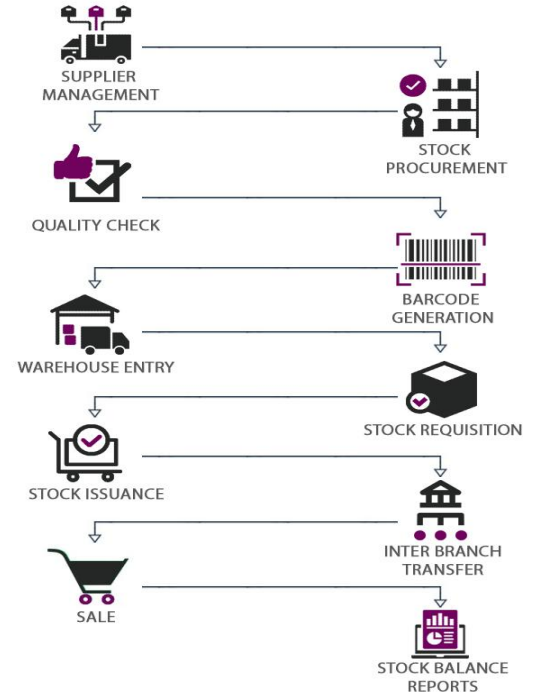 SUPPLIER
MANAGEMENT
STOCK
PROCUREMENT
QUALITY CHECK
BARCODE
GENERATION
WAREHOUSE ENTRY
STOCK REQUISITION
STOCK ISSUANCE
INTER BRANCH
TRANSFER
SALE
STOCK BALANCE
REPORTS